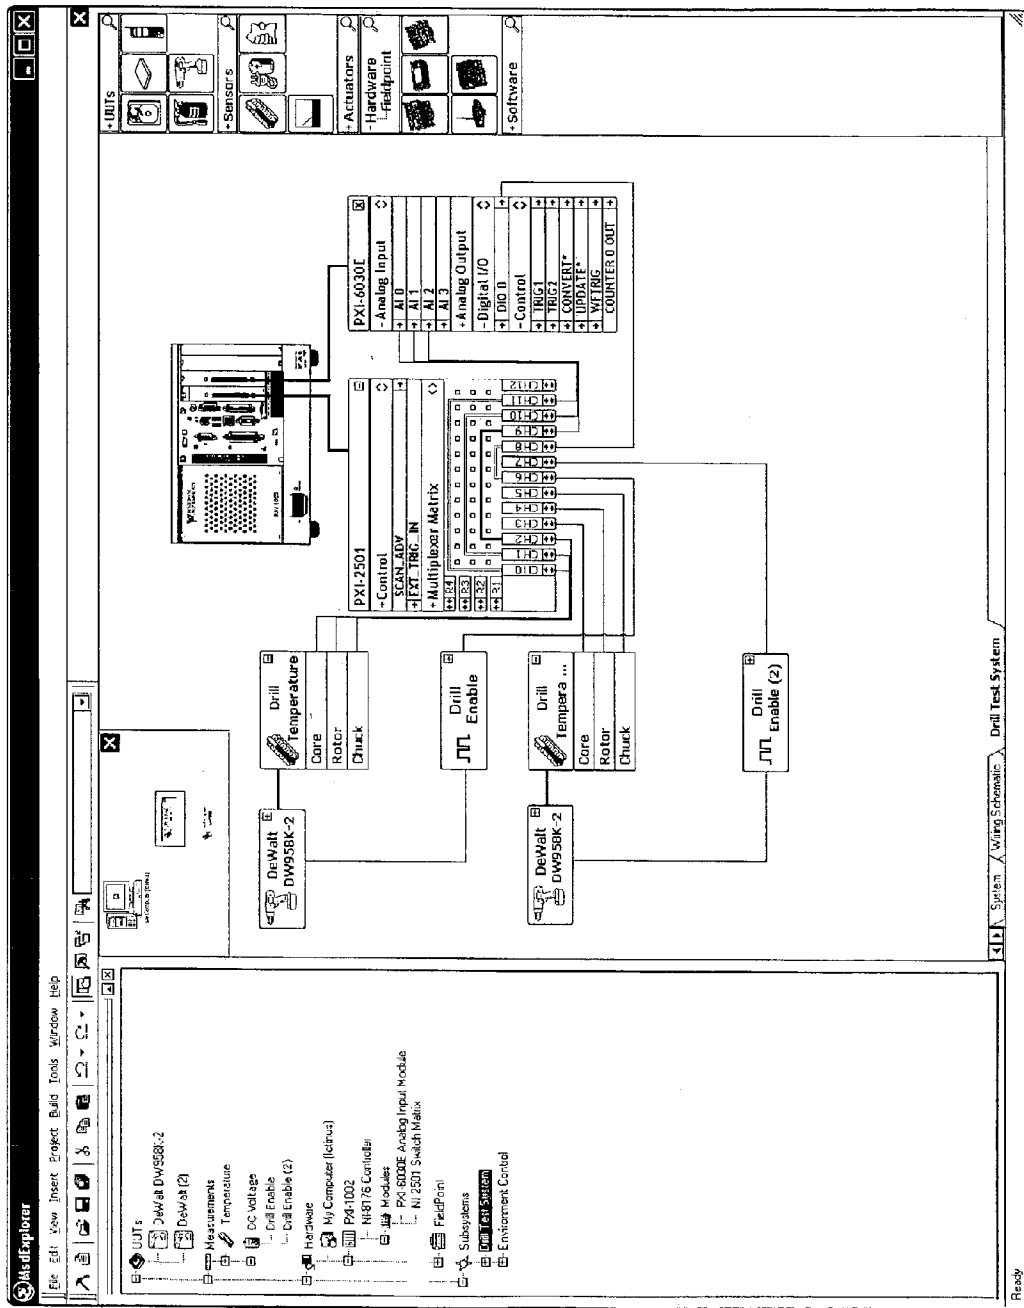 MsdExplorer
File Edit View Insert Project Build Tools Window Help
UUTs
DeWalt DW958K-2
DeWalt (2)
Measurements
Temperature
DC Voltage
Drill Enable
Drill Enable (2)
Hardware
My Computer (Ictinus)
PXI-1002
NI-8176 Controller
Modules
PXI-6030E Analog Input Module
NI 2501 Switch Matrix
FieldPoint
Subsystems
Drill Test System
Environment Control
DeWalt
DW958K-2
Drill
Temperature
Core
Rotor
Chuck
Drill
Enable
DeWalt
DW958K-2
Drill
Tempera ...
Core
Rotor
Chuck
Drill
Enable (2)
PXI-2501
+Control
SCAN_ADV
EXT_TRIG_IN
+Multiplexer Matrix
R4
R3
R2
R1
CH0
CH1
CH2
CH3
CH4
CH5
CH6
CH7
CH8
CH9
CH10
CH11
CH12
PXI-6030E
-Analog Input
AI 0
AI 1
AI 2
AI 3
+Analog Output
-Digital I/O
DIO 0
-Control
TRIG1
TRIG2
CONVERT*
UPDATE*
WFTRIG
COUNTER 0 OUT
+UUTs
+Sensors
+Actuators
-Hardware
Fieldpoint
+Software
System
Wiring Schematic
Drill Test System
Ready